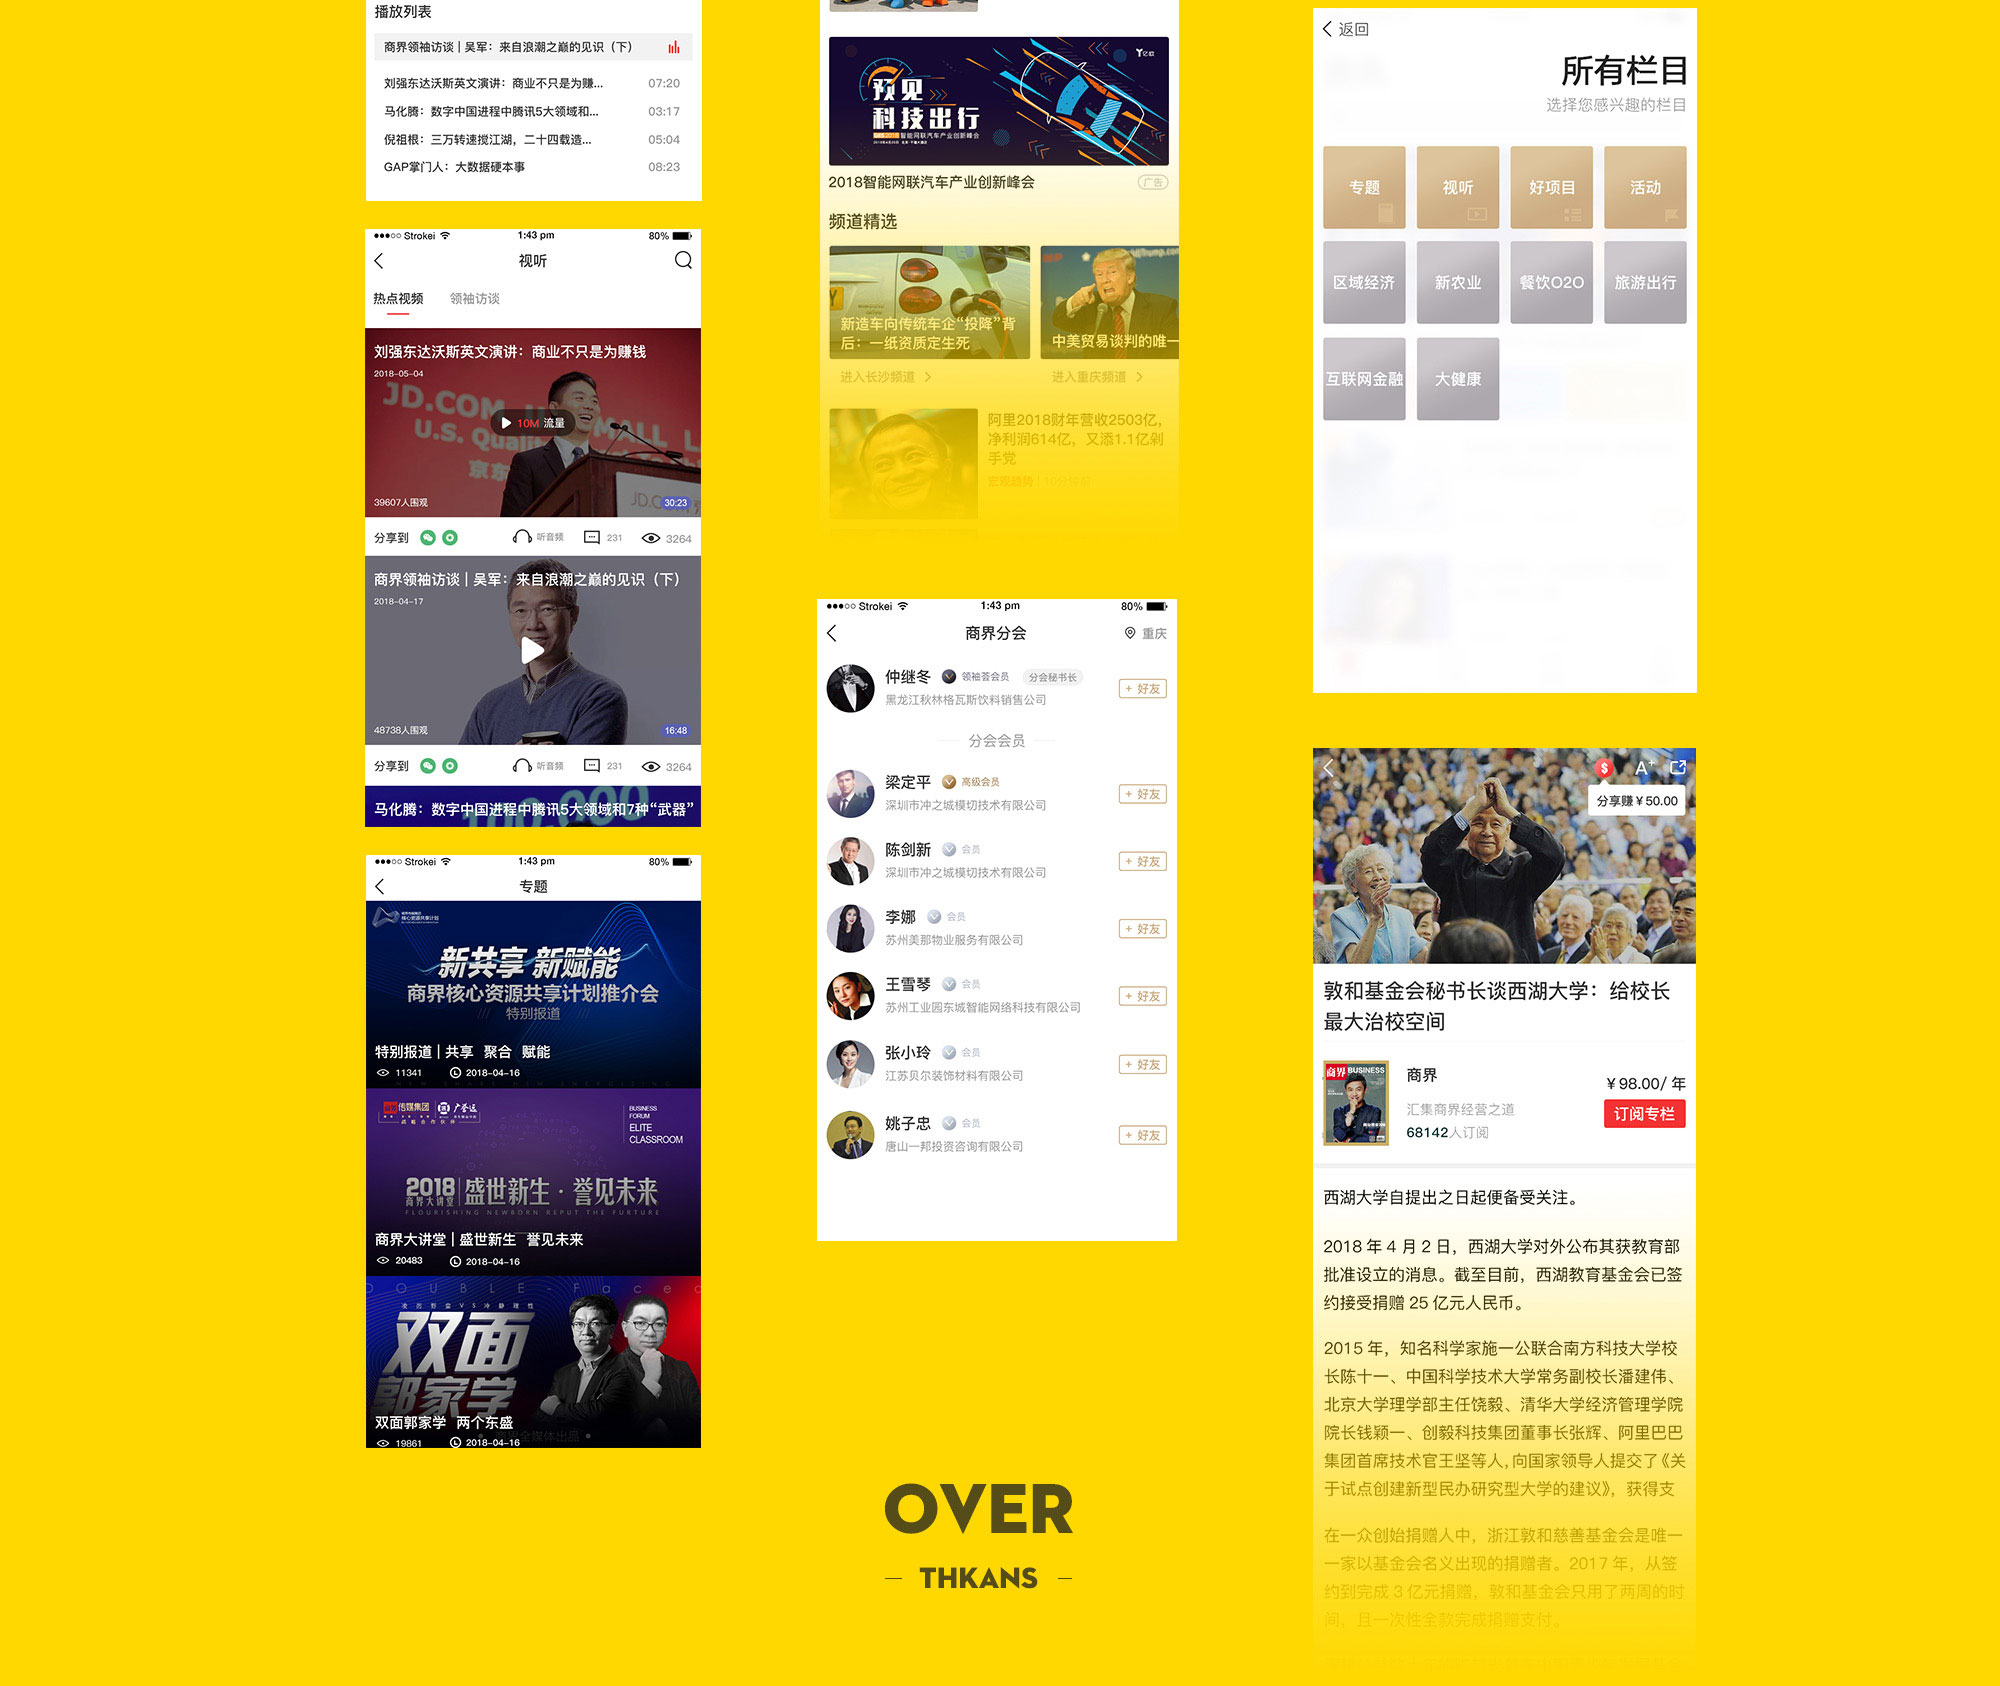 播放列表
商界领袖访谈 | 吴军：来自浪潮之巅的见识（下）
刘强东达沃斯英文演讲：商业不只是为赚... 07:20
马化腾：数字中国进程中腾讯5大领域和... 03:17
倪祖根：三万转速搅江湖，二十四载造... 05:04
GAP掌门人：大数据硬本事 08:23
Strokei 1:43 pm 80%
视听
热点视频 领袖访谈
刘强东达沃斯英文演讲：商业不只是为赚钱
2018-05-04
JD.COM
10M 流量
39607人围观
30:23
分享到 听音频 231 3264
商界领袖访谈 | 吴军：来自浪潮之巅的见识（下）
2018-04-17
48738人围观
16:48
分享到 听音频 231 3264
马化腾：数字中国进程中腾讯5大领域和7种“武器”
Strokei 1:43 pm 80%
专题
核心资源共享计划
新共享 新赋能
商界核心资源共享计划推介会
特别报道
特别报道 | 共享 聚合 赋能
11341 2018-04-16
传媒集团 广誉远
战略合作伙伴
BUSINESS
FORUM
ELITE
CLASSROOM
2018 商界大讲堂 盛世新生·誉见未来
FLOURISHING NEWBORN REPUT THE FURTURE
商界大讲堂 | 盛世新生 誉见未来
20483 2018-04-16
DOUBLE-Faced
双面
郭家学
双面郭家学 两个东盛
商界全媒体出品
19861 2018-04-16
亿欧
预见
科技出行
智能网联汽车产业创新峰会
2018智能网联汽车产业创新峰会 广告
频道精选
新造车向传统车企“投降”背
后：一纸资质定生死
进入长沙频道
中美贸易谈判的唯一
进入重庆频道
阿里2018财年营收2503亿，
净利润614亿，又添1.1亿剁
手党
宏观趋势 | 10分钟前
Strokei 1:43 pm 80%
商界分会 重庆
仲继冬 领袖荟会员 分会秘书长
黑龙江秋林格瓦斯饮料销售公司
+ 好友
分会会员
梁定平 高级会员
深圳市冲之城模切技术有限公司
+ 好友
陈剑新 会员
深圳市冲之城模切技术有限公司
+ 好友
李娜 会员
苏州美那物业服务有限公司
+ 好友
王雪琴 会员
苏州工业园东城智能网络科技有限公司
+ 好友
张小玲 会员
江苏贝尔装饰材料有限公司
+ 好友
姚子忠 会员
唐山一邦投资咨询有限公司
+ 好友
OVER
THKANS
返回
所有栏目
选择您感兴趣的栏目
专题 视听 好项目 活动
区域经济 新农业 餐饮O2O 旅游出行
互联网金融 大健康
$ A+
分享赚¥50.00
敦和基金会秘书长谈西湖大学：给校长
最大治校空间
商界 BUSINESS
商界
汇集商界经营之道
68142人订阅
¥98.00/ 年
订阅专栏
西湖大学自提出之日起便备受关注。
2018 年 4 月 2 日，西湖大学对外公布其获教育部
批准设立的消息。截至目前，西湖教育基金会已签
约接受捐赠 25 亿元人民币。
2015 年，知名科学家施一公联合南方科技大学校
长陈十一、中国科学技术大学常务副校长潘建伟、
北京大学理学部主任饶毅、清华大学经济管理学院
院长钱颖一、创毅科技集团董事长张辉、阿里巴巴
集团首席技术官王坚等人，向国家领导人提交了《关
于试点创建新型民办研究型大学的建议》，获得支
在一众创始捐赠人中，浙江敦和慈善基金会是唯一
一家以基金会名义出现的捐赠者。2017 年，从签
约到完成 3 亿元捐赠，敦和基金会只用了两周的时
间，且一次性全款完成捐赠支付。